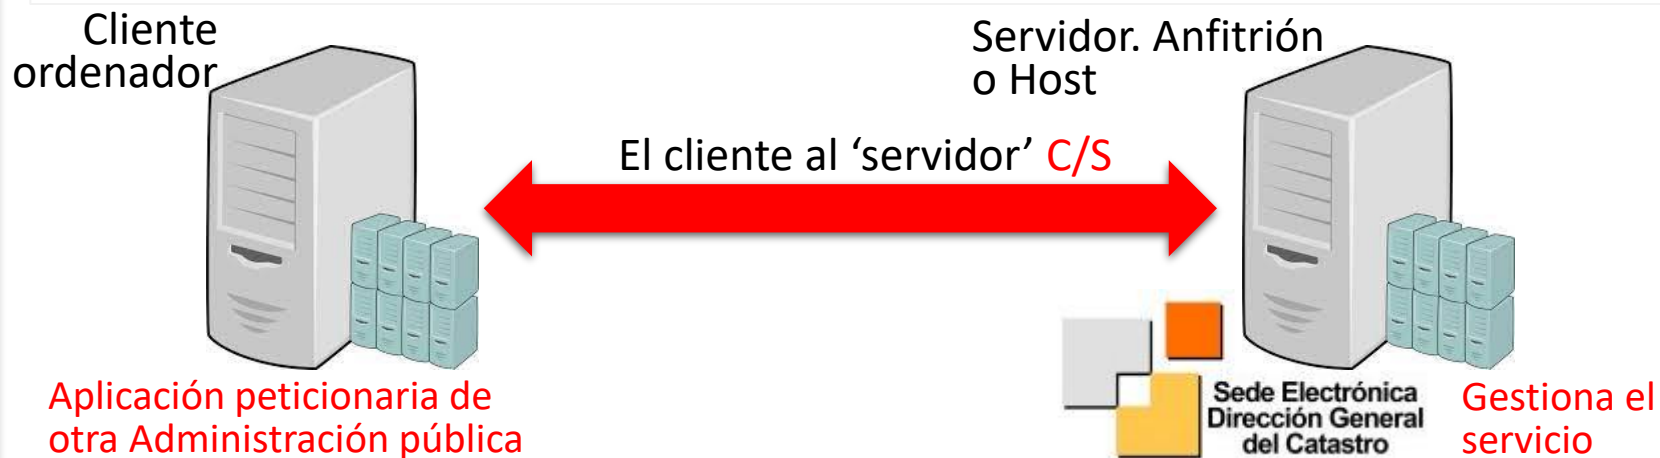 Cliente
ordenador
Servidor. Anfitrión
o Host
El cliente al ‘servidor’ C/S
Aplicación peticionaria de
otra Administración pública
Sede Electrónica
Dirección General
del Catastro
Gestiona el
servicio